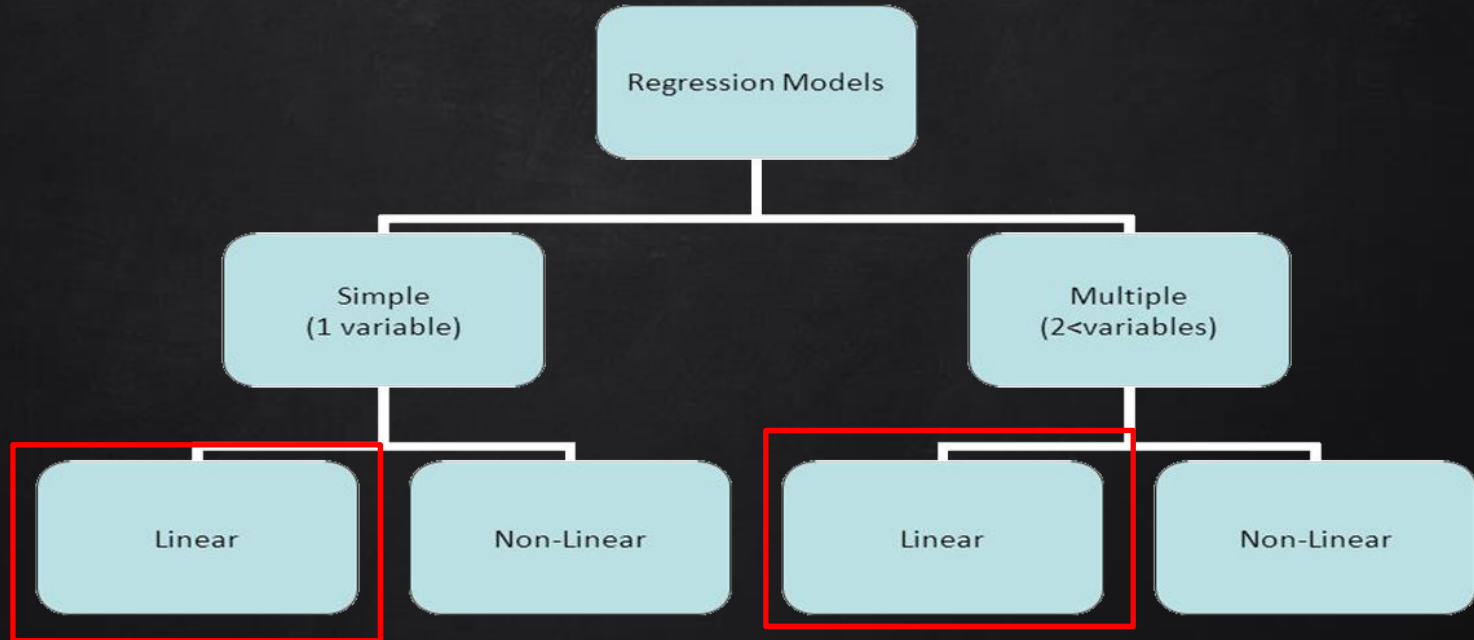 Regression Models
Simple
(1 variable)
Multiple
(2<variables)
Linear
Non-Linear
Linear
Non-Linear